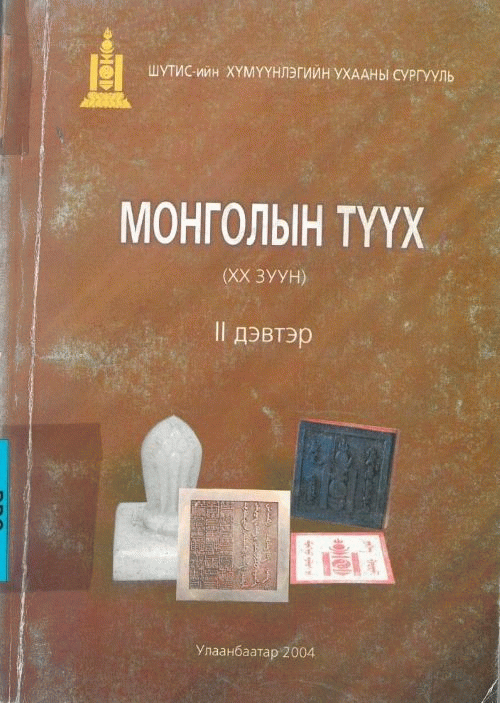 ШУТИС-ийн ХҮМҮҮНЛЭГИЙН УХААНЫ СУРГУУЛЬ
МОНГОЛЫН ТҮҮХ
(XX ЗУУН)
II дэвтэр
Улаанбаатар 2004